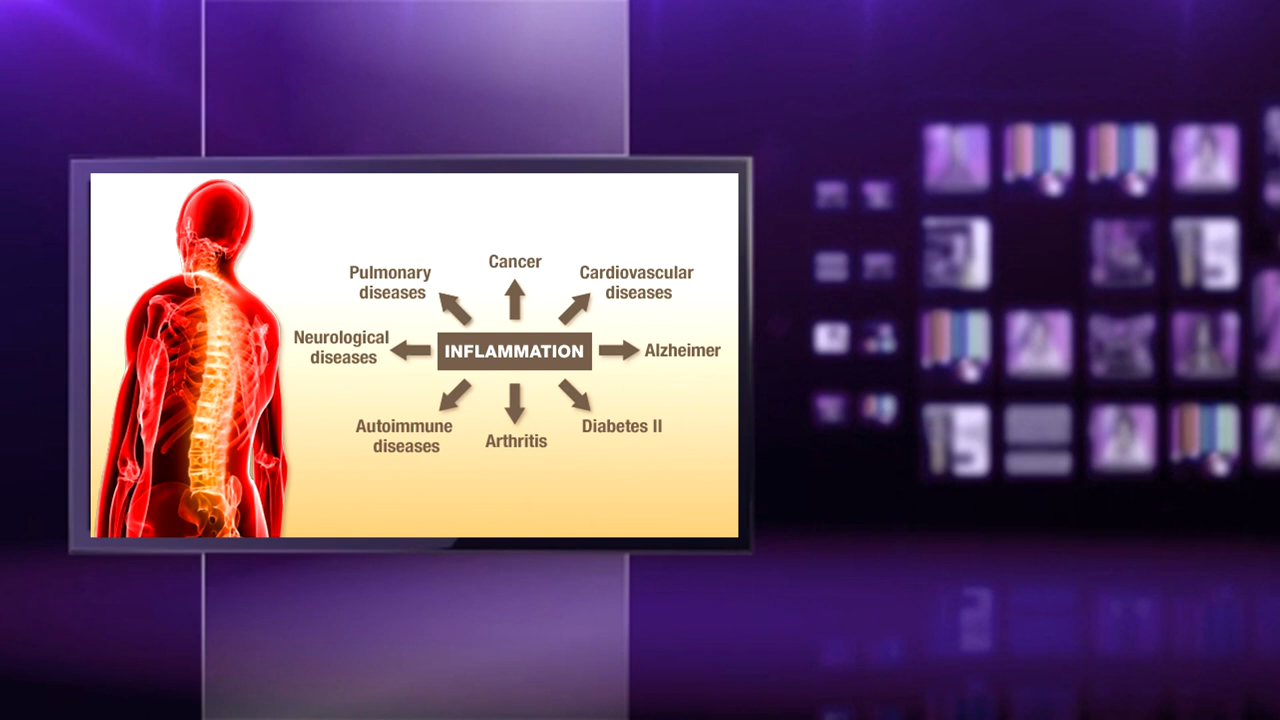 Cancer
Pulmonary
diseases
Cardiovascular
diseases
Neurological
diseases
INFLAMMATION
Alzheimer
Autoimmune
diseases
Arthritis
Diabetes II